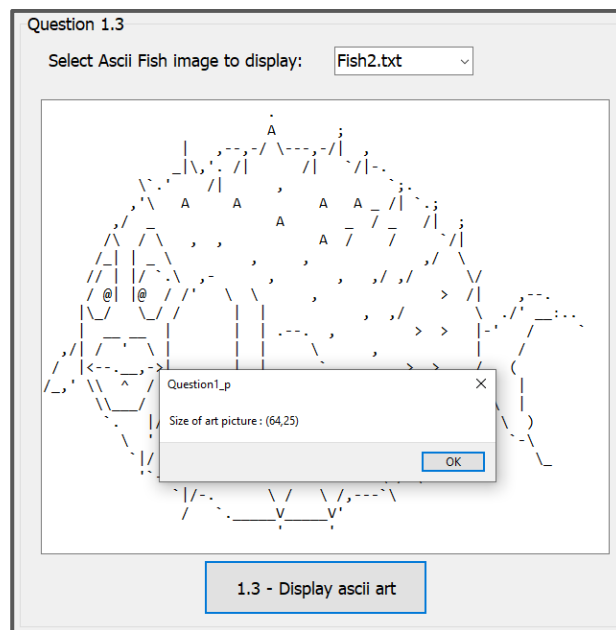 Question 1.3
Select Ascii Fish image to display:
Fish2.txt
Question1_p
Size of art picture : (64,25)
OK
1.3 - Display ascii art